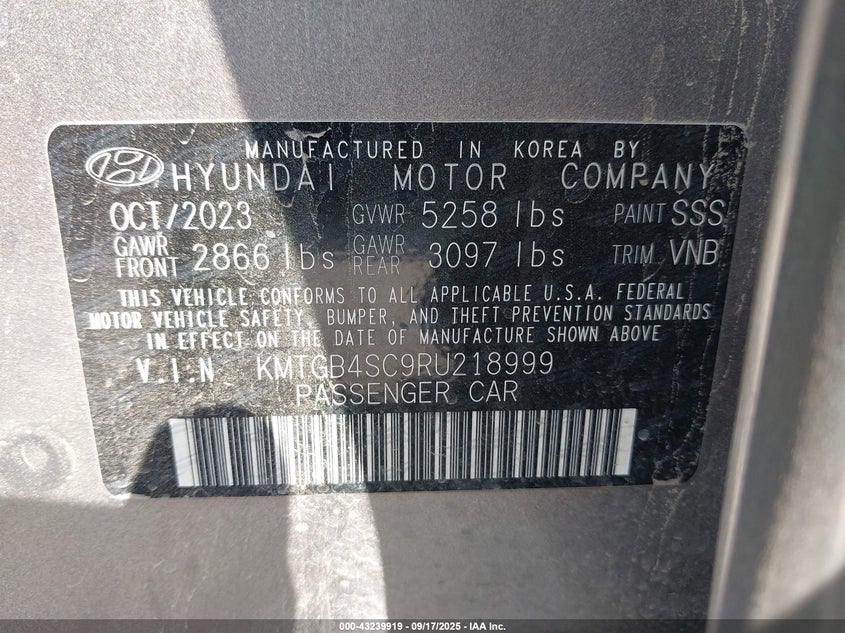 MANUFACTURED IN KOREA BY
HYUNDAI MOTOR COMPANY
OCT/2023 GVWR 5258 lbs PAINT SSS
GAWR FRONT 2866 lbs GAWR REAR 3097 lbs TRIM VNB
THIS VEHICLE CONFORMS TO ALL APPLICABLE U.S.A. FEDERAL
MOTOR VEHICLE SAFETY, BUMPER, AND THEFT PREVENTION STANDARDS
IN EFFECT ON THE DATE OF MANUFACTURE SHOWN ABOVE
V.I.N KMTGB4SC9RU218999
PASSENGER CAR
000-43239919 - 09/17/2025 - IAA Inc.